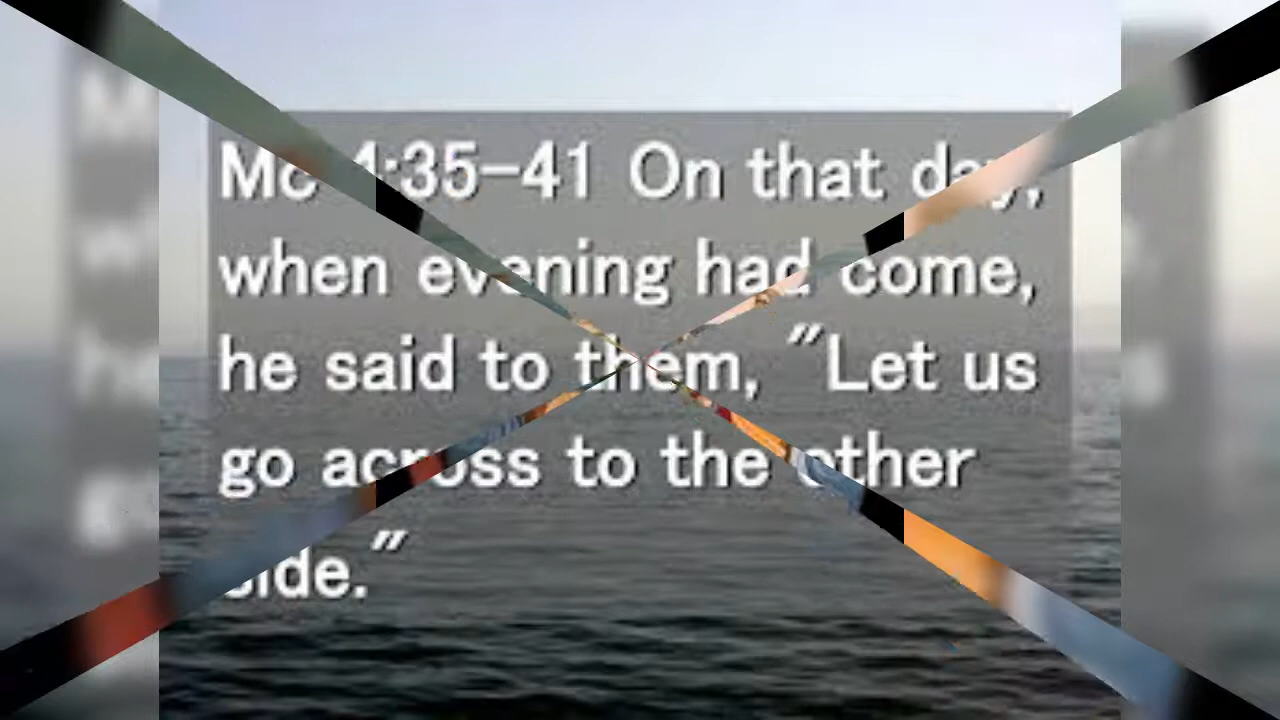 Mc 4:35-41 On that day,
when evening had come,
he said to them, "Let us
go across to the other
side."